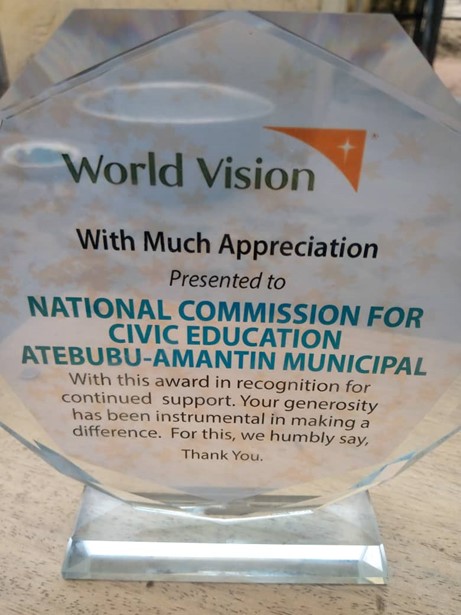 World Vision
With Much Appreciation
Presented to
NATIONAL COMMISSION FOR
CIVIC EDUCATION
ATEBUBU-AMANTIN MUNICIPAL
With this award in recognition for
continued support. Your generosity
has been instrumental in making a
difference. For this, we humbly say,
Thank You.